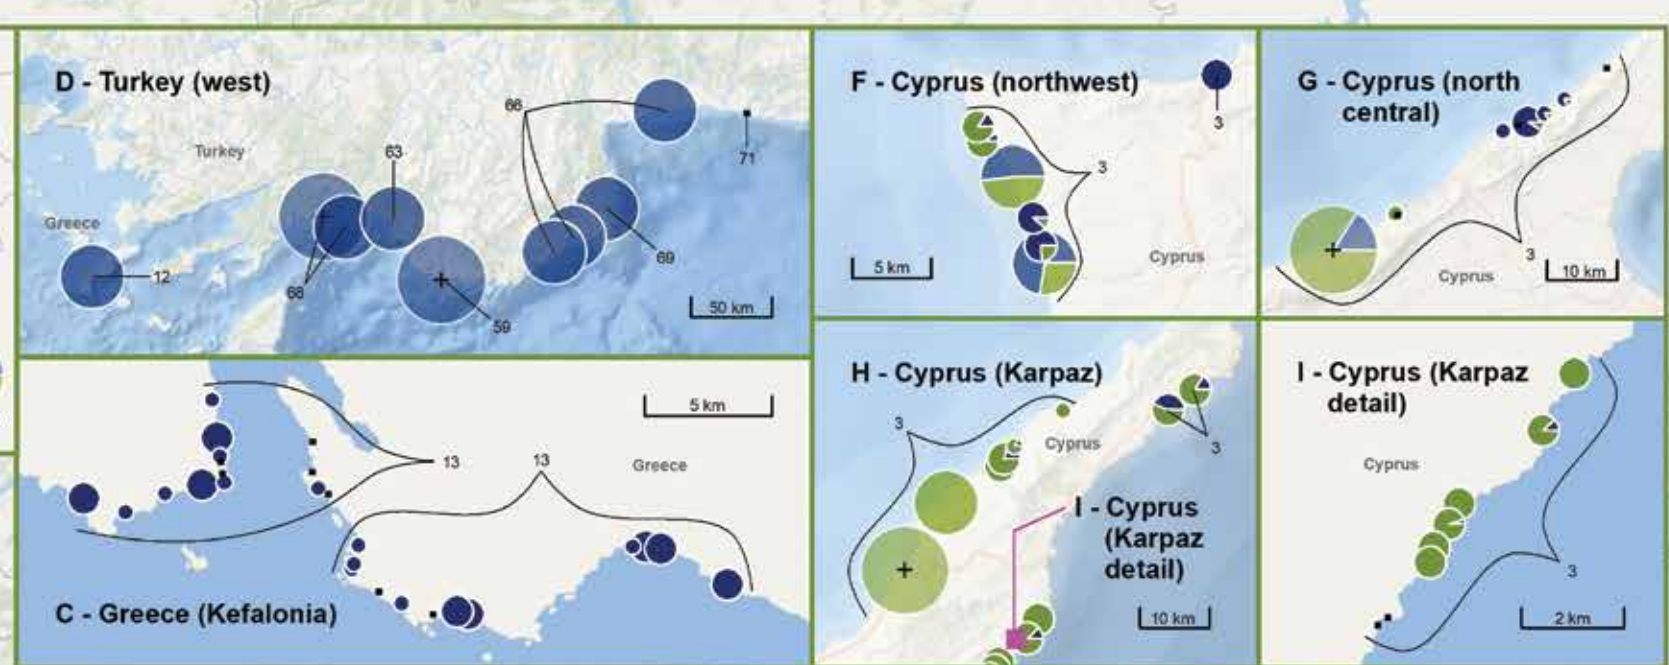 D - Turkey (west)
Turkey
Greece
63
66
71
12
68
59
69
50 km
F - Cyprus (northwest)
3
3
Cyprus
5 km
G - Cyprus (north
central)
3
Cyprus
10 km
5 km
13
13
Greece
C - Greece (Kefalonia)
H - Cyprus (Karpaz)
3
Cyprus
3
I - Cyprus
(Karpaz
detail)
10 km
I - Cyprus (Karpaz
detail)
Cyprus
3
2 km